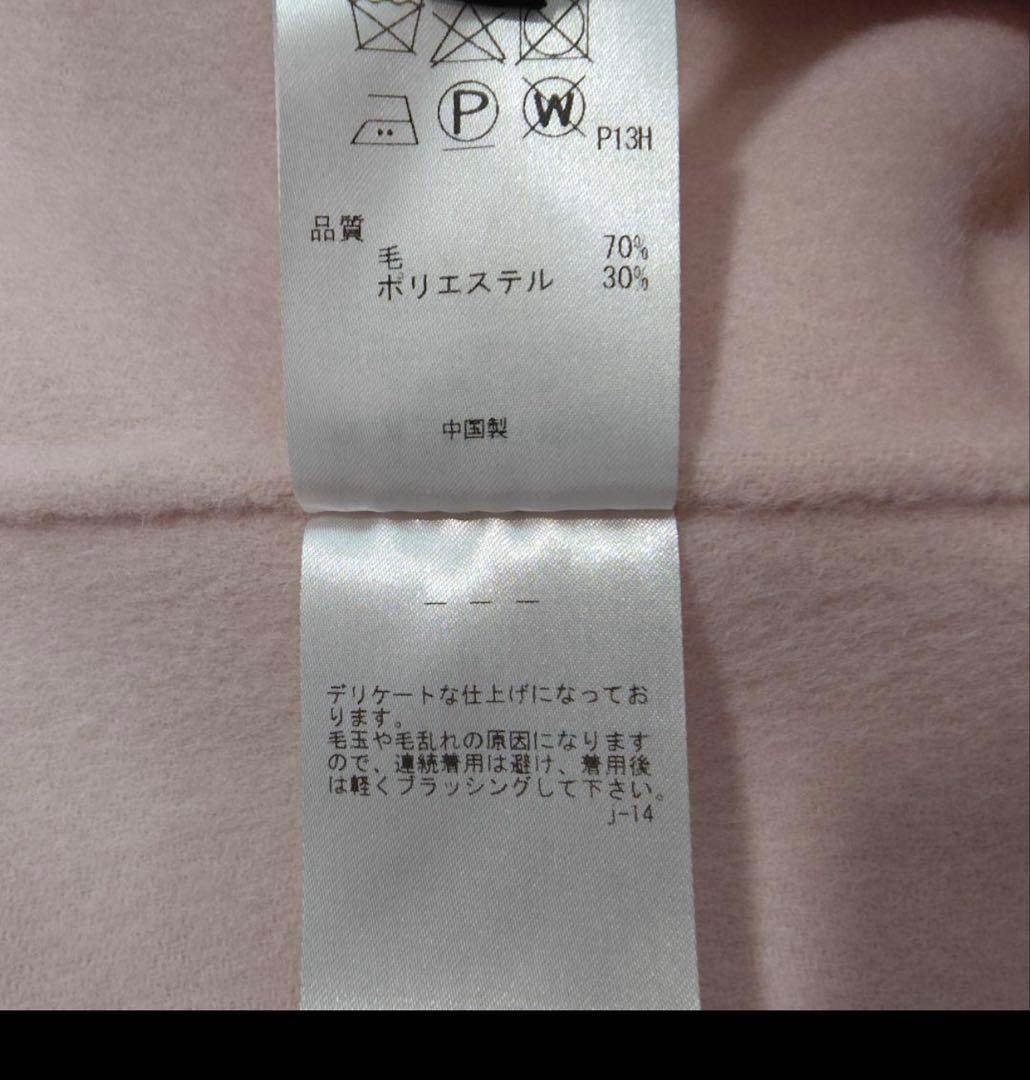 P W P13H
品質
毛 70%
ポリエステル 30%
中国製
— — —
デリケートな仕上げになってお
ります。
毛玉や毛乱れの原因になります
ので、連続着用は避け、着用後
は軽くブラッシングして下さい。
j-14